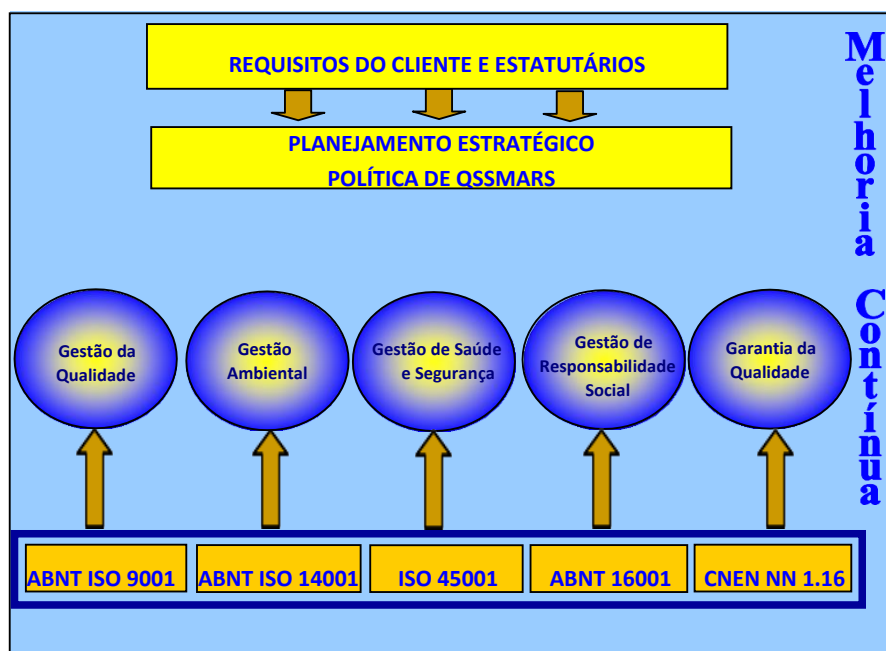 REQUISITOS DO CLIENTE E ESTATUTÁRIOS
PLANEJAMENTO ESTRATÉGICO
POLÍTICA DE QSSMARS
Melhoria Contínua
Gestão da
Qualidade
Gestão
Ambiental
Gestão de Saúde
e Segurança
Gestão de
Responsabilidade
Social
Garantia da
Qualidade
ABNT ISO 9001
ABNT ISO 14001
ISO 45001
ABNT 16001
CNEN NN 1.16